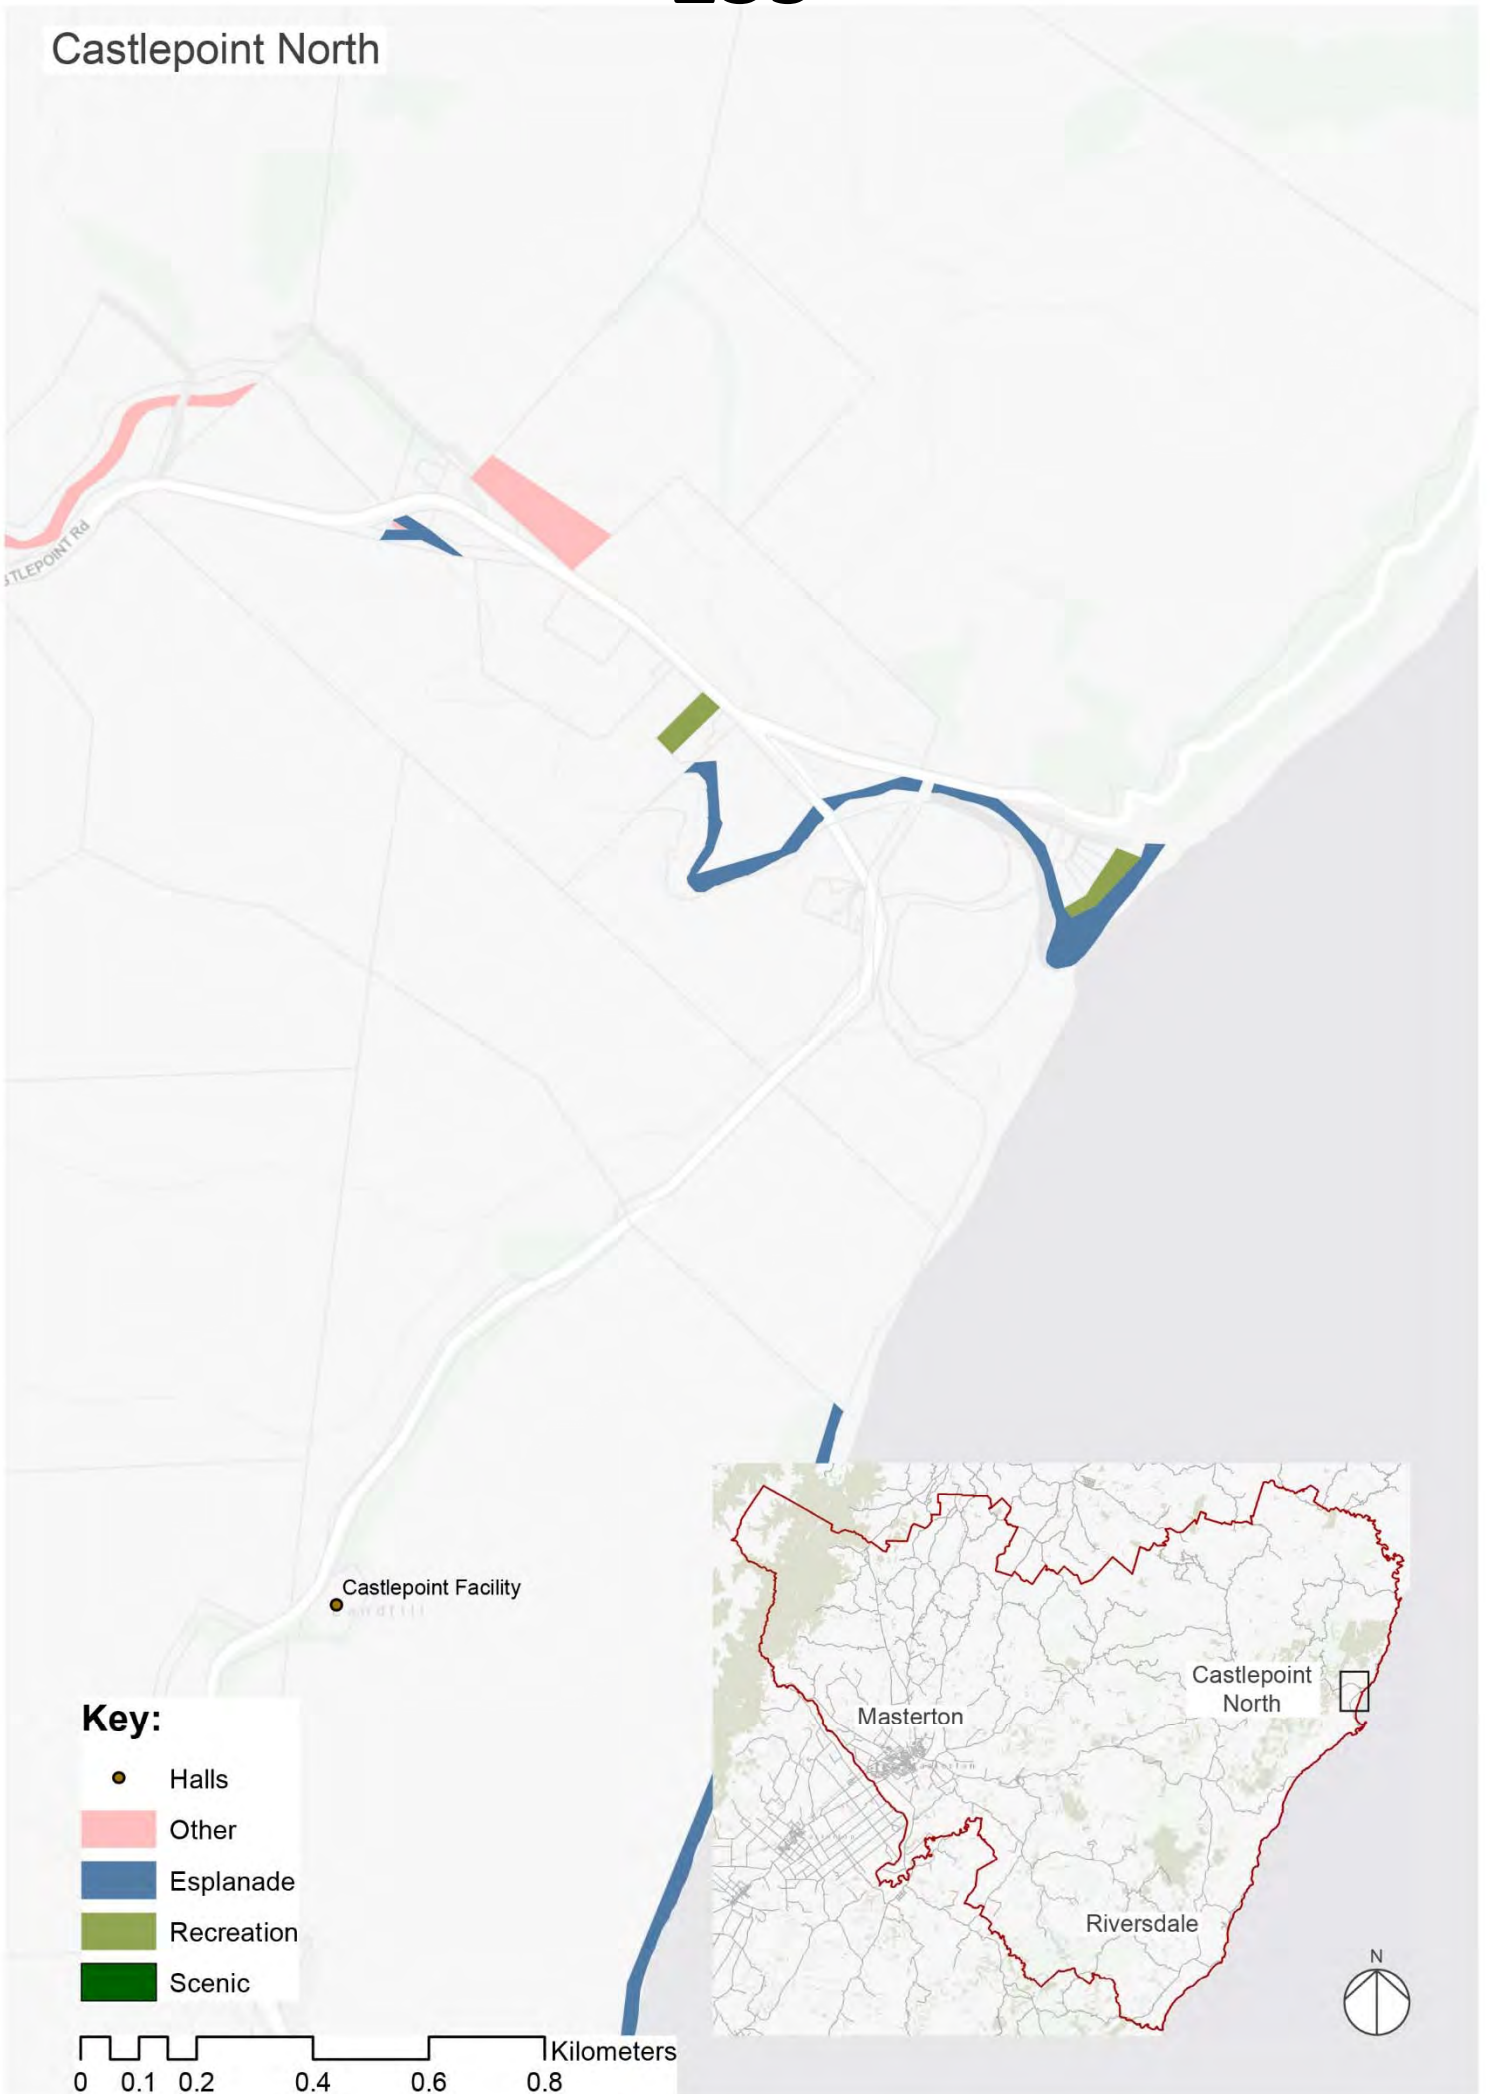 Castlepoint North
STLEPOINT Rd
Castlepoint Facility
Key:
Halls
Other
Esplanade
Recreation
Scenic
Kilometers
0 0.1 0.2 0.4 0.6 0.8
Castlepoint
North
Masterton
Riversdale
N